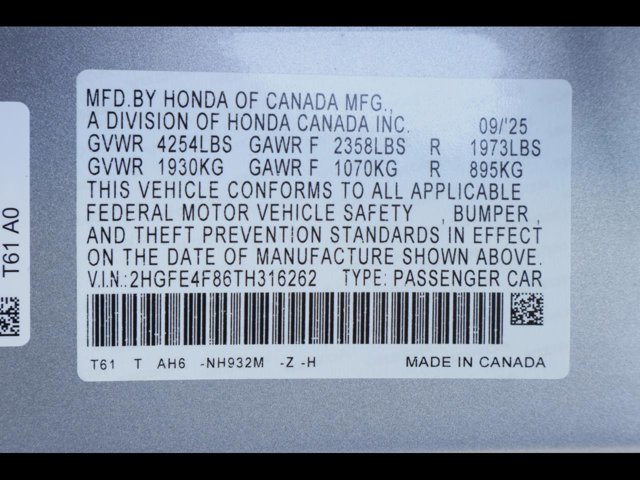 MFD.BY HONDA OF CANADA MFG.,
A DIVISION OF HONDA CANADA INC. 09/'25
GVWR 4254LBS GAWR F 2358LBS R 1973LBS
GVWR 1930KG GAWR F 1070KG R 895KG
THIS VEHICLE CONFORMS TO ALL APPLICABLE
FEDERAL MOTOR VEHICLE SAFETY , BUMPER ,
AND THEFT PREVENTION STANDARDS IN EFFECT
ON THE DATE OF MANUFACTURE SHOWN ABOVE.
V.I.N.:2HGFE4F86TH316262 TYPE: PASSENGER CAR
T61 T AH6 -NH932M -Z -H MADE IN CANADA
T61 A0